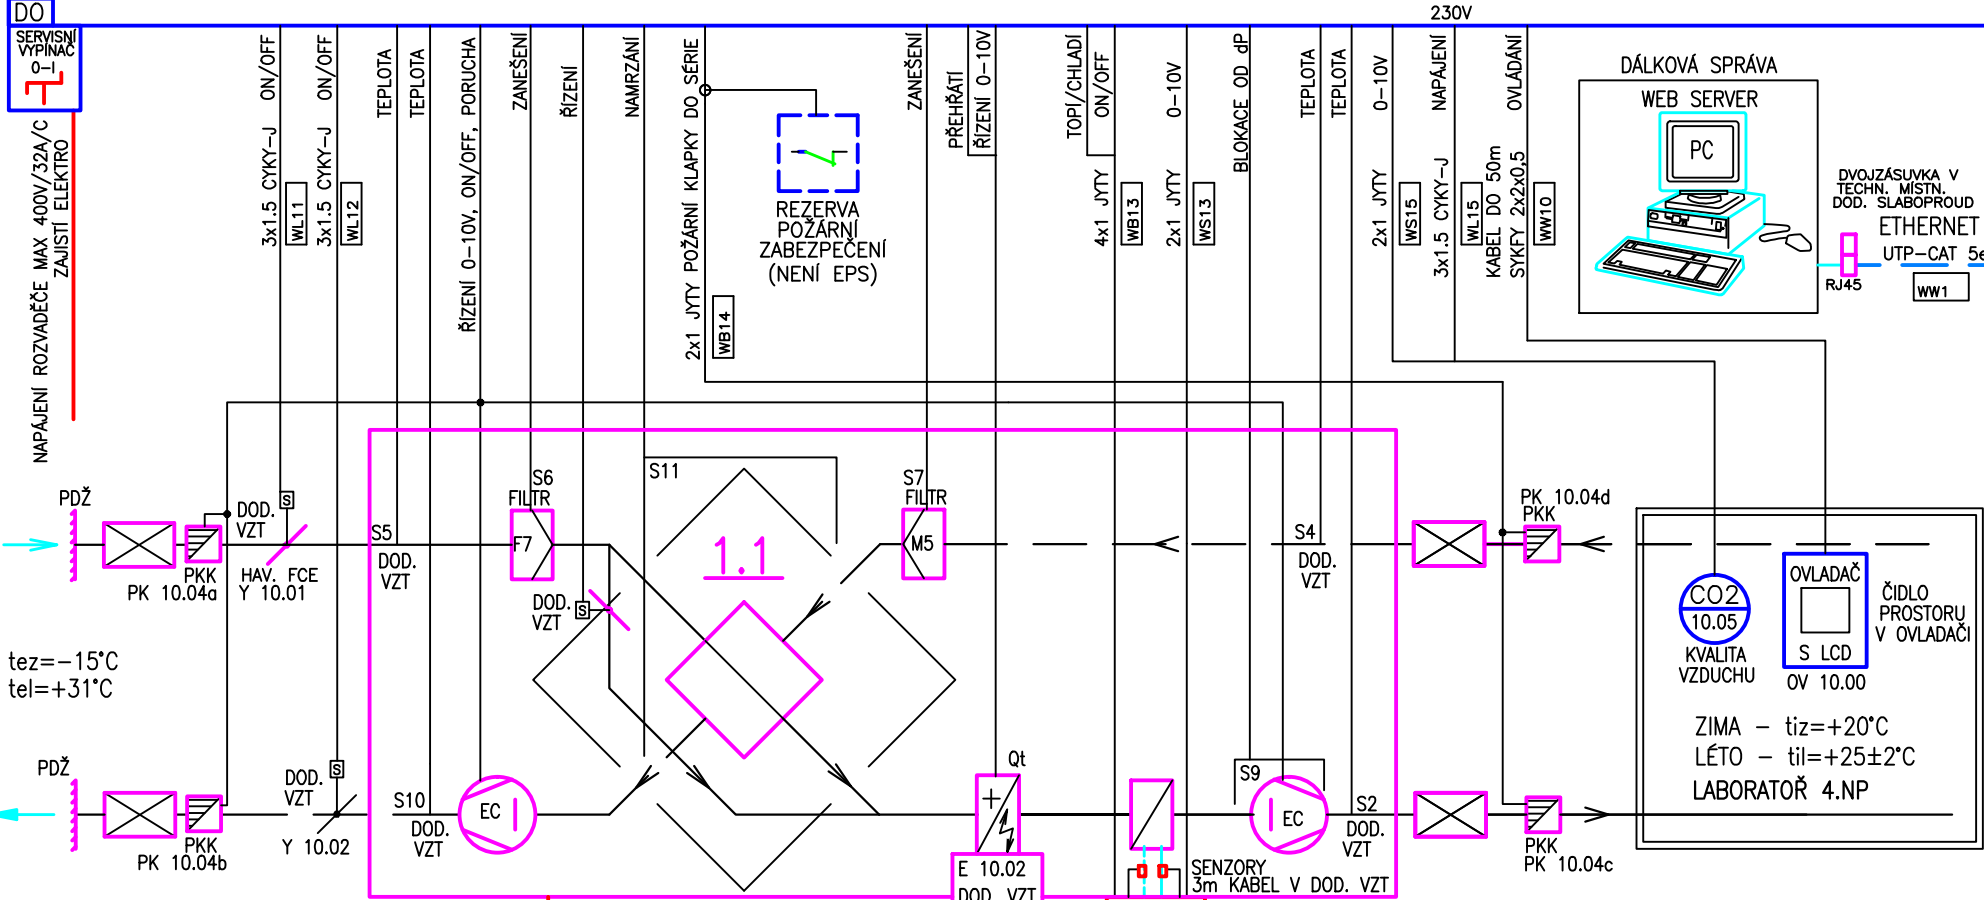 DO
230V
SERVISNÍ
VYPÍNAČ
0-I
NAPÁJENÍ ROZVADĚČE MAX 400V/32A/C
ZAJISTÍ ELEKTRO
3x1.5 CYKY-J ON/OFF
WL11
3x1.5 CYKY-J ON/OFF
WL12
TEPLOTA
TEPLOTA
ŘÍZENÍ 0-10V, ON/OFF, PORUCHA
ZANEŠENÍ
ŘÍZENÍ
NAMRZÁNÍ
2x1 JYTY POŽÁRNÍ KLAPKY DO SÉRIE
WB14
REZERVA
POŽÁRNÍ
ZABEZPEČENÍ
(NENÍ EPS)
ZANEŠENÍ
PŘEHŘÁTÍ
ŘÍZENÍ 0-10V
TOPÍ/CHLADÍ
4x1 JYTY ON/OFF
WB13
2x1 JYTY 0-10V
WS13
BLOKACE OD dP
TEPLOTA
TEPLOTA
2x1 JYTY 0-10V
WS15
3x1.5 CYKY-J NAPÁJENÍ
WL15
KABEL DO 50m
SYKFY 2x2x0,5 OVLÁDÁNÍ
WW10
DÁLKOVÁ SPRÁVA
WEB SERVER
PC
DVOJZÁSUVKA V
TECHN. MÍSTN.
DOD. SLABOPROUD
ETHERNET
UTP-CAT 5e
RJ45
WW1
PDŽ
DOD.
VZT
S
PKK
PK 10.04a
HAV. FCE
Y 10.01
S5
DOD.
VZT
S6
FILTR
F7
S11
1.1
DOD.
VZT
S
S7
FILTR
M5
S4
DOD.
VZT
PK 10.04d
PKK
OVLADAČ
S LCD
OV 10.00
ČIDLO
PROSTORU
V OVLADAČI
CO2
10.05
KVALITA
VZDUCHU
tez=-15°C
tel=+31°C
ZIMA - tiz=+20°C
LÉTO - til=+25±2°C
LABORATOŘ 4.NP
PDŽ
PKK
PK 10.04b
DOD.
VZT
S
Y 10.02
S10
DOD.
VZT
EC
Qt
E 10.02
DOD. VZT
SENZORY
3m KABEL V DOD. VZT
S9
EC
S2
DOD.
VZT
PKK
PK 10.04c